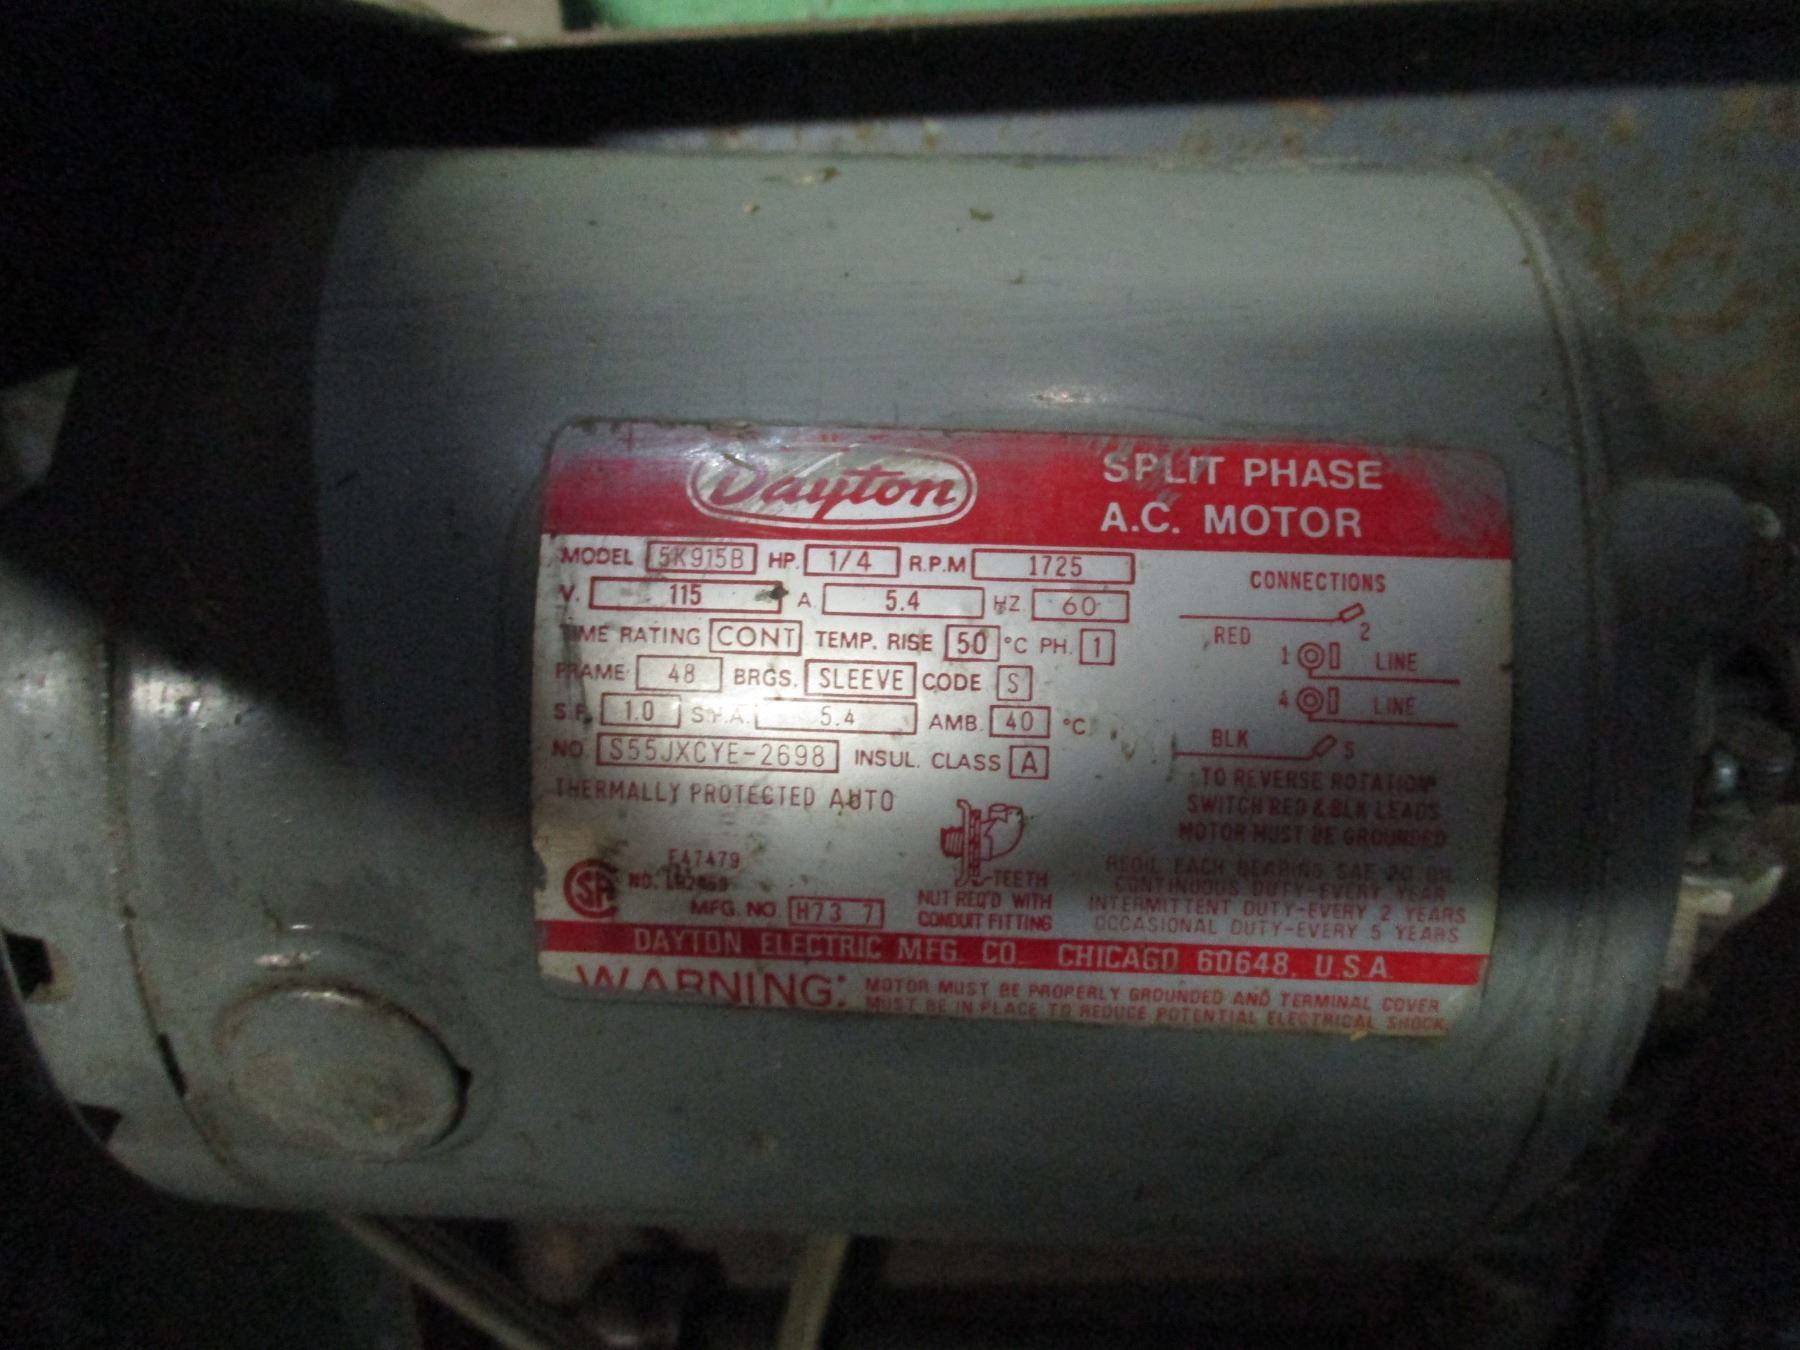 Dayton
SPLIT PHASE
A.C. MOTOR
MODEL 5K915B HP. 1/4 R.P.M 1725
V. 115 A 5.4 HZ. 60
TIME RATING CONT TEMP. RISE 50 °C PH. 1
FRAME 48 BRGS. SLEEVE CODE S
S.F. 1.0 S.F.A. 5.4 AMB. 40 °C
NO. S55JXCYE-2698 INSUL. CLASS A
THERMALLY PROTECTED AUTO
E47479
NO.
MFG. NO. H73 7
TEETH
NUT REQ'D WITH
CONDUIT FITTING
CONNECTIONS
RED 2
1 LINE
4 LINE
BLK 5
TO REVERSE ROTATION
SWITCH RED & BLK LEADS
MOTOR MUST BE GROUNDED
REOIL EACH BEARING SAE 20 OIL
CONTINUOUS DUTY-EVERY YEAR
INTERMITTENT DUTY-EVERY 2 YEARS
OCCASIONAL DUTY-EVERY 5 YEARS
DAYTON ELECTRIC MFG. CO. CHICAGO 60648, U.S.A.
WARNING: MOTOR MUST BE PROPERLY GROUNDED AND TERMINAL COVER
MUST BE IN PLACE TO REDUCE POTENTIAL ELECTRICAL SHOCK.